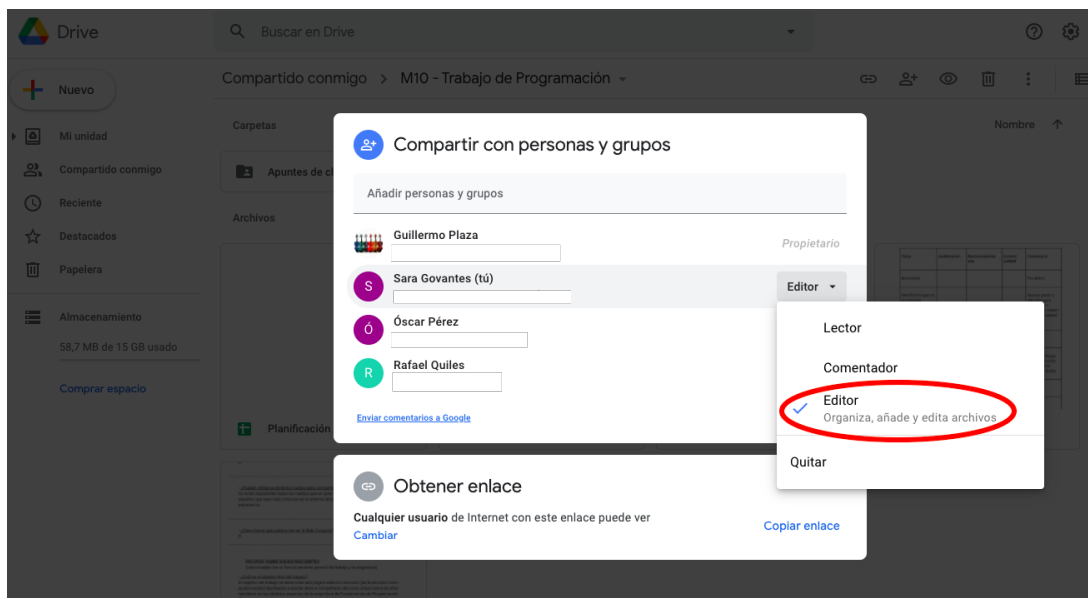 Drive
Buscar en Drive
Nuevo
Compartido conmigo > M10 - Trabajo de Programación
Mi unidad
Compartido conmigo
Reciente
Destacados
Papelera
Almacenamiento
58,7 MB de 15 GB usado
Comprar espacio
Carpetas
Nombre
Apuntes de
Archivos
Planificación
Compartir con personas y grupos
Añadir personas y grupos
Guillermo Plaza
Propietario
Sara Govantes (tú)
S
Editor
Óscar Pérez
Ó
Rafael Quiles
R
Enviar comentarios a Google
Lector
Comentador
Editor
Organiza, añade y edita archivos
Quitar
Obtener enlace
Cualquier usuario de Internet con este enlace puede ver
Cambiar
Copiar enlace